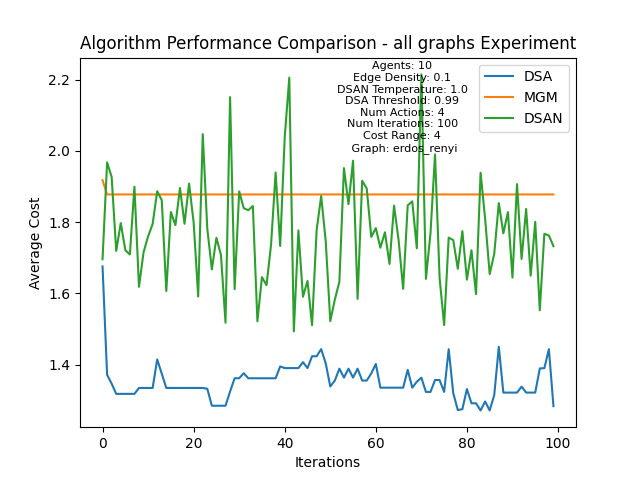 Algorithm Performance Comparison - all graphs Experiment
Agents: 10
Edge Density: 0.1
DSAN Temperature: 1.0
DSA Threshold: 0.99
Num Actions: 4
Num Iterations: 100
Cost Range: 4
Graph: erdos_renyi
DSA
MGM
DSAN
Average Cost
2.2
2.0
1.8
1.6
1.4
0
20
40
60
80
100
Iterations